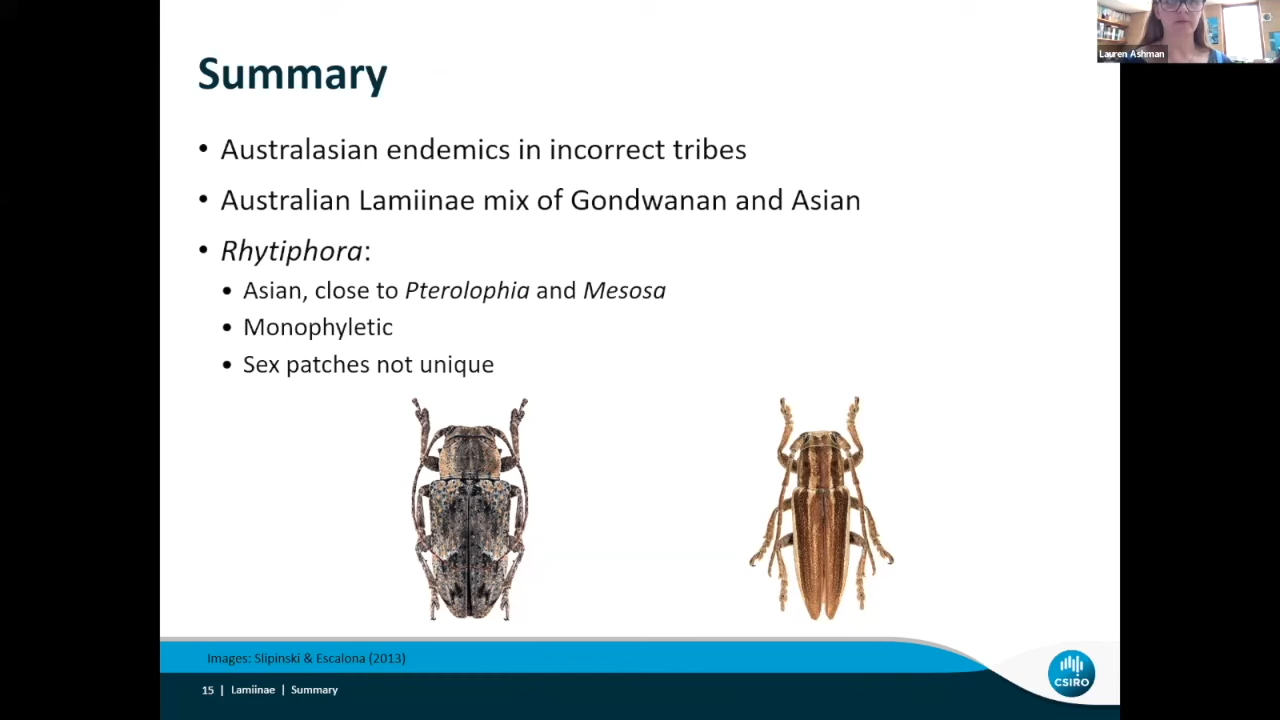 Lauren Ashman
Summary
• Australasian endemics in incorrect tribes
• Australian Lamiinae mix of Gondwanan and Asian
• Rhytiphora:
• Asian, close to Pterolophia and Mesosa
• Monophyletic
• Sex patches not unique
Images: Slipinski & Escalona (2013)
CSIRO
15 | Lamiinae | Summary